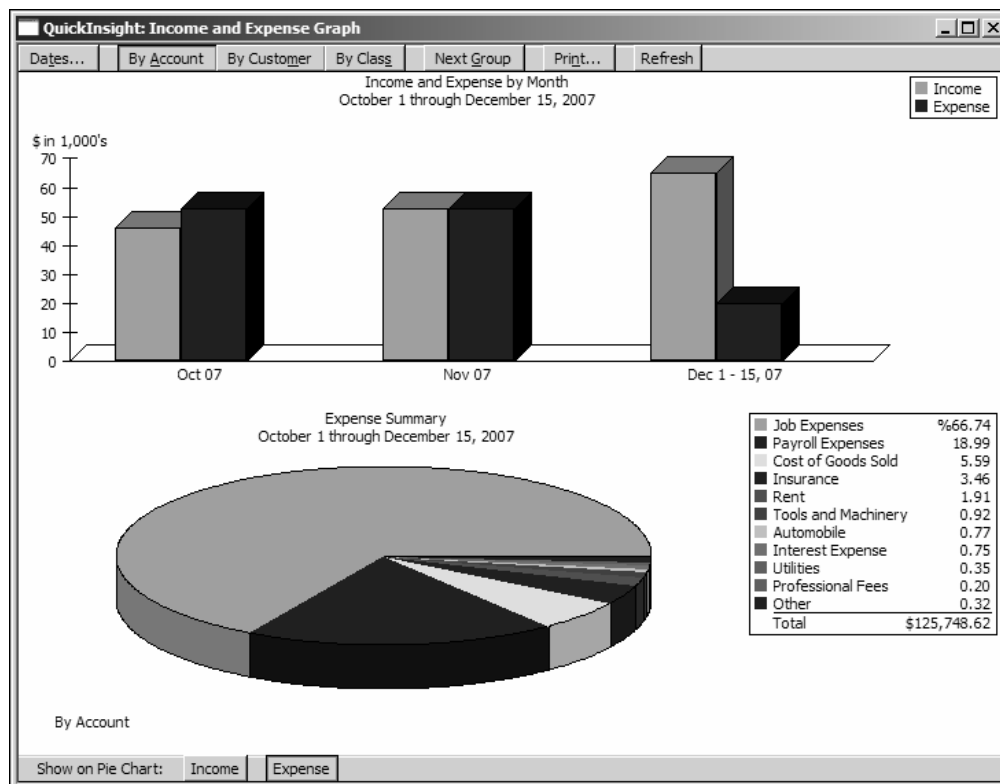 QuickInsight: Income and Expense Graph
Dates... By Account By Customer By Class Next Group Print... Refresh
Income and Expense by Month
October 1 through December 15, 2007
Income
Expense
$ in 1,000's
70
60
50
40
30
20
10
0
Oct 07 Nov 07 Dec 1 - 15, 07
Expense Summary
October 1 through December 15, 2007
Job Expenses %66.74
Payroll Expenses 18.99
Cost of Goods Sold 5.59
Insurance 3.46
Rent 1.91
Tools and Machinery 0.92
Automobile 0.77
Interest Expense 0.75
Utilities 0.35
Professional Fees 0.20
Other 0.32
Total $125,748.62
By Account
Show on Pie Chart: Income Expense